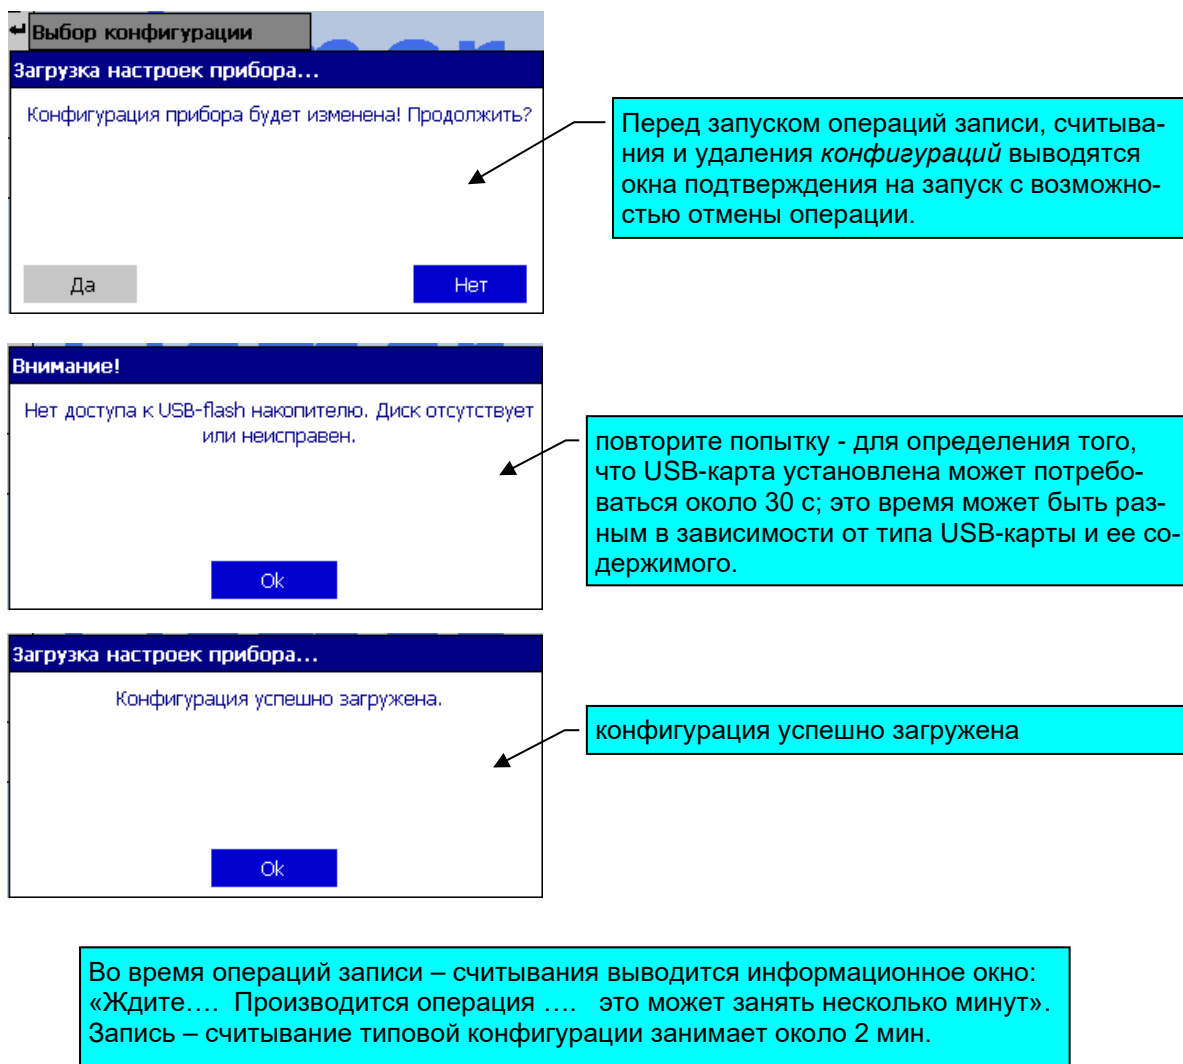 Выбор конфигурации
Загрузка настроек прибора...
Конфигурация прибора будет изменена! Продолжить?
Да
Нет
Перед запуском операций записи, считыва-
ния и удаления конфигураций выводятся
окна подтверждения на запуск с возможно-
стью отмены операции.
Внимание!
Нет доступа к USB-flash накопителю. Диск отсутствует
или неисправен.
Ok
повторите попытку - для определения того,
что USB-карта установлена может потребо-
ваться около 30 с; это время может быть раз-
ным в зависимости от типа USB-карты и ее со-
держимого.
Загрузка настроек прибора...
Конфигурация успешно загружена.
Ok
конфигурация успешно загружена
Во время операций записи – считывания выводится информационное окно:
«Ждите…. Производится операция …. это может занять несколько минут».
Запись – считывание типовой конфигурации занимает около 2 мин.